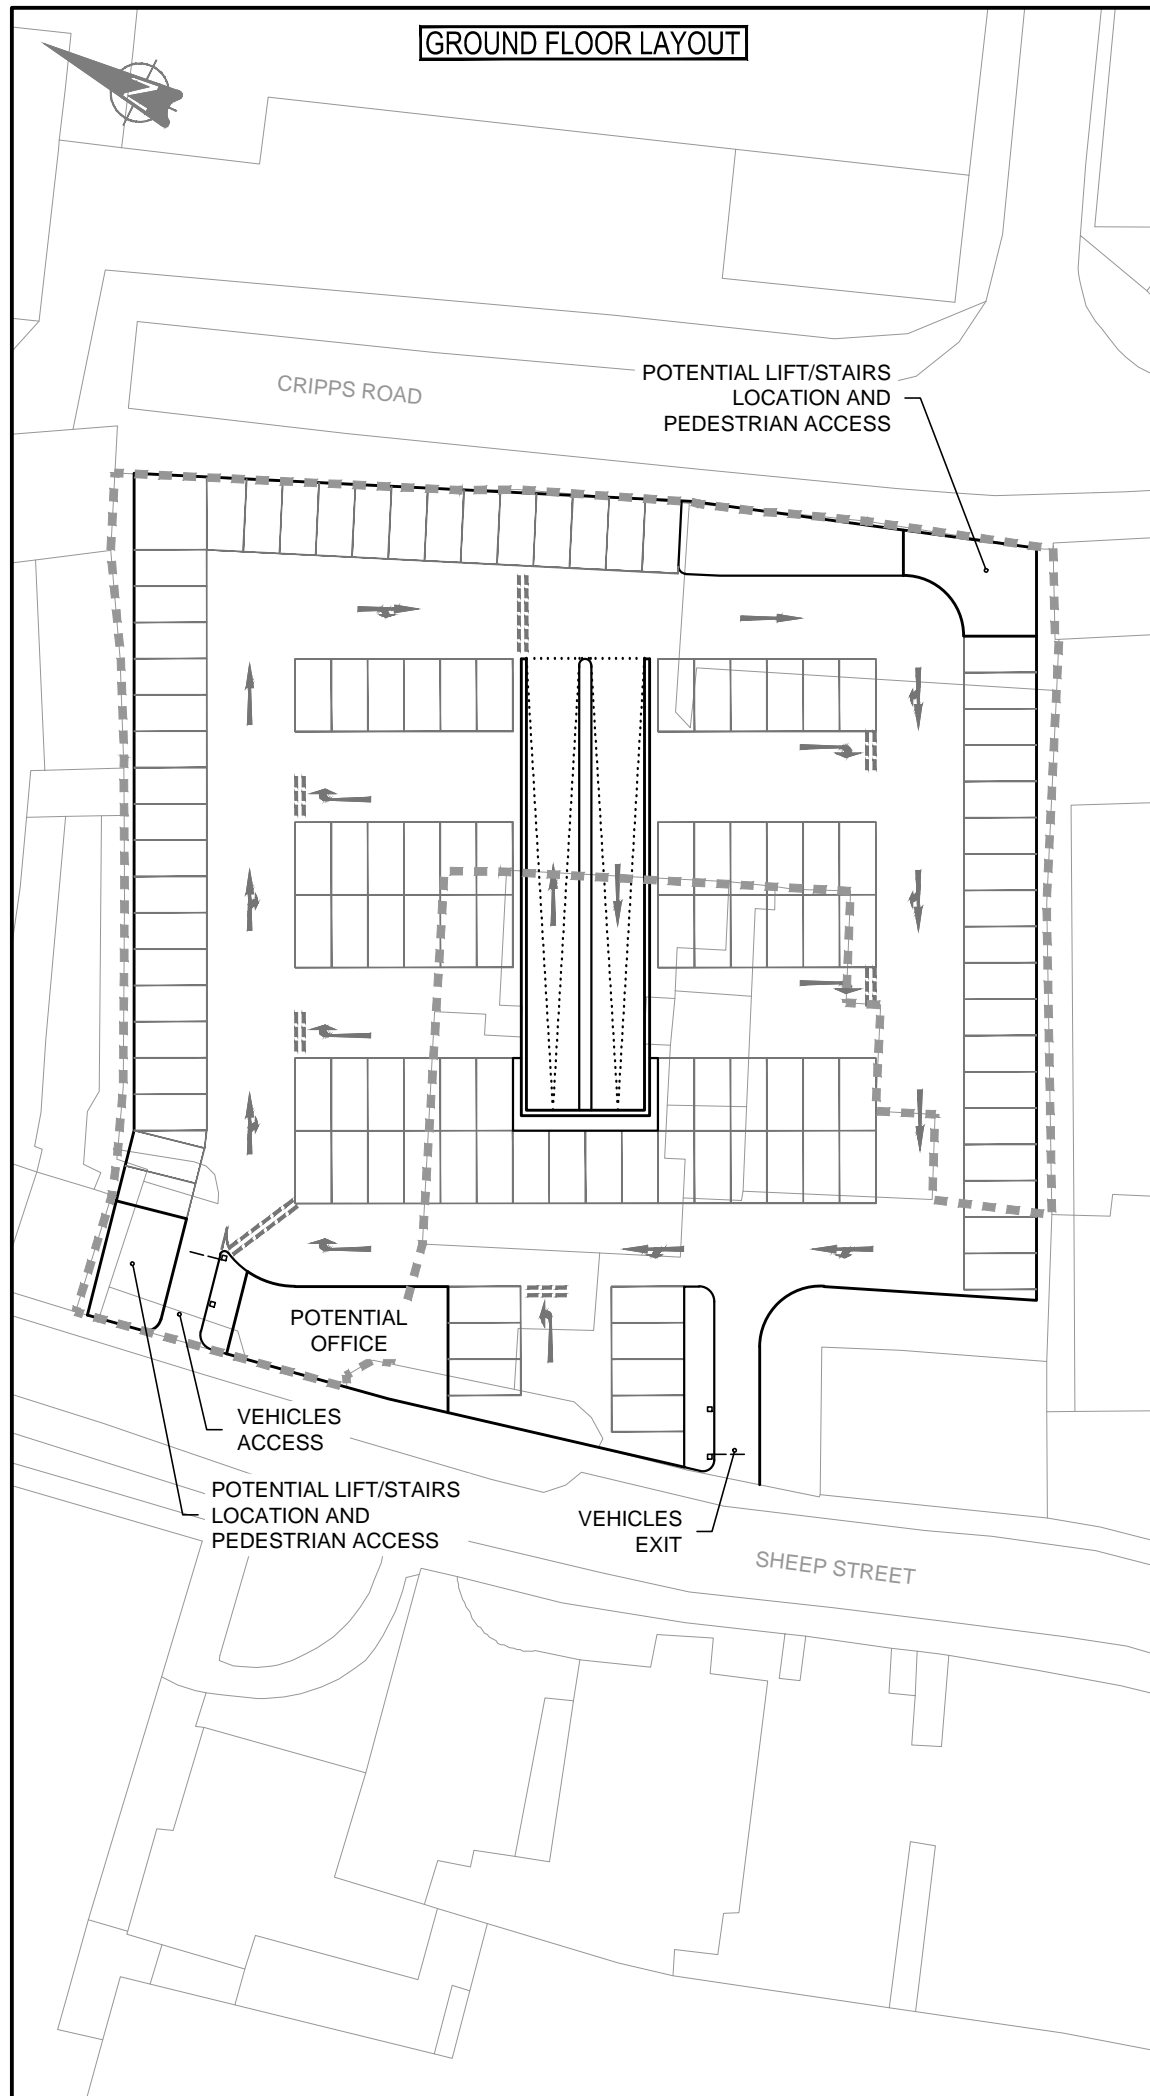 GROUND FLOOR LAYOUT
N
CRIPPS ROAD
POTENTIAL LIFT/STAIRS
LOCATION AND
PEDESTRIAN ACCESS
POTENTIAL
OFFICE
VEHICLES
ACCESS
POTENTIAL LIFT/STAIRS
LOCATION AND
PEDESTRIAN ACCESS
VEHICLES
EXIT
SHEEP STREET